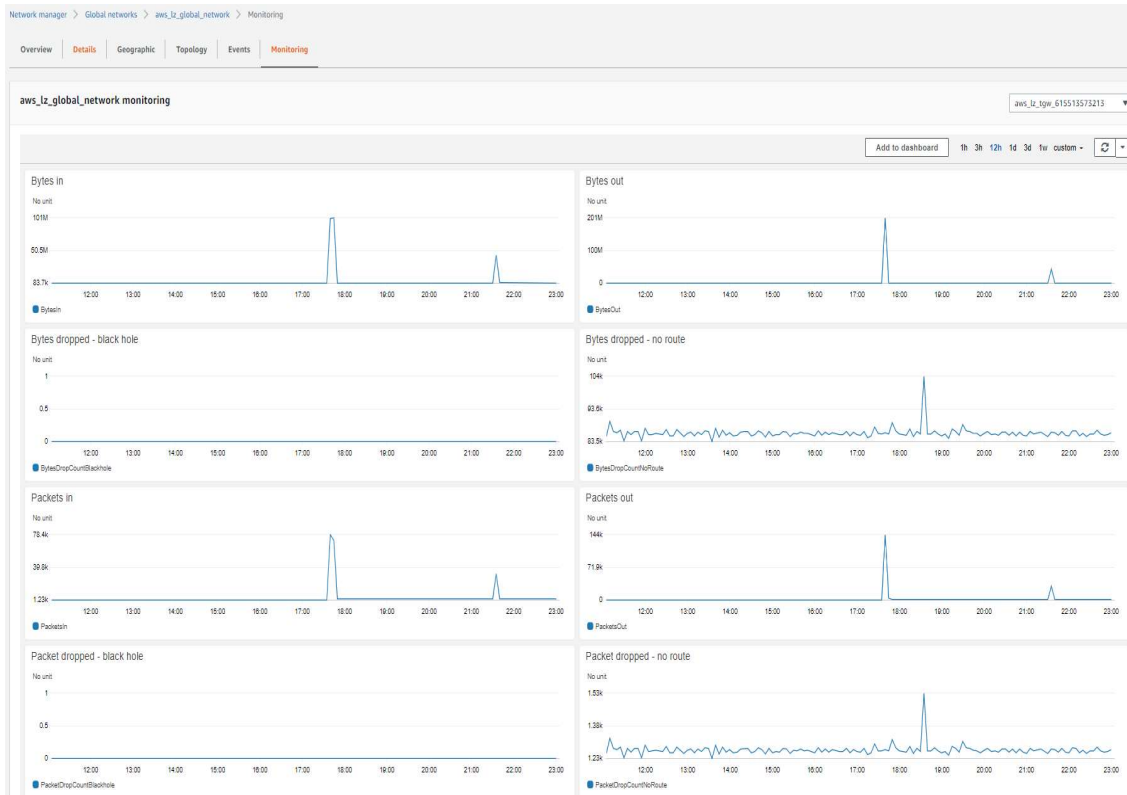 Network manager > Global networks > aws_lz_global_network > Monitoring
Overview Details Geographic Topology Events Monitoring
aws_lz_global_network monitoring
aws_lz_tgw_615513573213
Add to dashboard 1h 3h 12h 1d 3d 1w custom
Bytes in
No unit
101M
50.5M
83.7k
12:00 13:00 14:00 15:00 16:00 17:00 18:00 19:00 20:00 21:00 22:00 23:00
BytesIn
Bytes out
No unit
201M
100M
0
12:00 13:00 14:00 15:00 16:00 17:00 18:00 19:00 20:00 21:00 22:00 23:00
BytesOut
Bytes dropped - black hole
No unit
1
0.5
0
12:00 13:00 14:00 15:00 16:00 17:00 18:00 19:00 20:00 21:00 22:00 23:00
BytesDropCountBlackhole
Bytes dropped - no route
No unit
104k
93.6k
83.5k
12:00 13:00 14:00 15:00 16:00 17:00 18:00 19:00 20:00 21:00 22:00 23:00
BytesDropCountNoRoute
Packets in
No unit
78.4k
39.8k
1.23k
12:00 13:00 14:00 15:00 16:00 17:00 18:00 19:00 20:00 21:00 22:00 23:00
PacketsIn
Packets out
No unit
144k
71.9k
0
12:00 13:00 14:00 15:00 16:00 17:00 18:00 19:00 20:00 21:00 22:00 23:00
PacketsOut
Packet dropped - black hole
No unit
1
0.5
0
12:00 13:00 14:00 15:00 16:00 17:00 18:00 19:00 20:00 21:00 22:00 23:00
PacketDropCountBlackhole
Packet dropped - no route
No unit
1.53k
1.38k
1.23k
12:00 13:00 14:00 15:00 16:00 17:00 18:00 19:00 20:00 21:00 22:00 23:00
PacketDropCountNoRoute